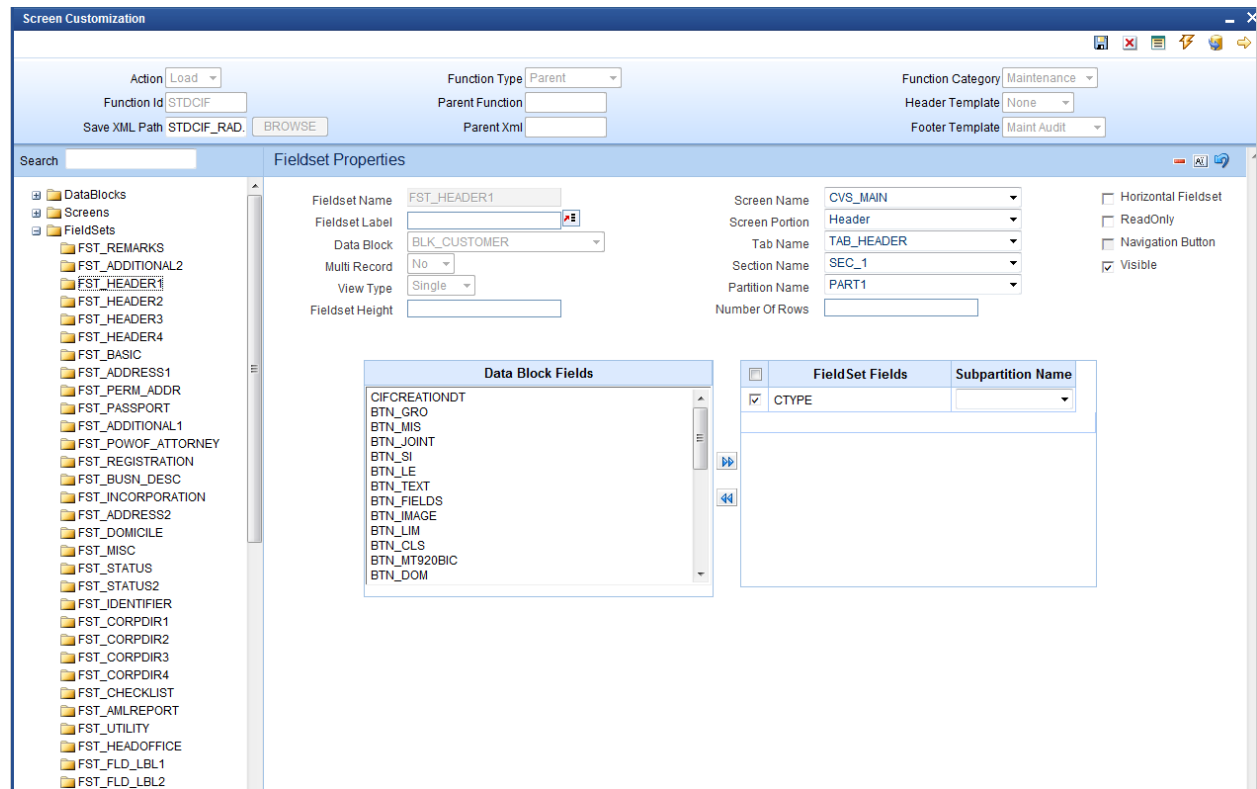 Screen Customization
Action Load Function Type Parent Function Category Maintenance
Function Id STDCIF Parent Function Header Template None
Save XML Path STDCIF_RAD. BROWSE Parent Xml Footer Template Maint Audit
Search
DataBlocks
Screens
FieldSets
FST_REMARKS
FST_ADDITIONAL2
FST_HEADER1
FST_HEADER2
FST_HEADER3
FST_HEADER4
FST_BASIC
FST_ADDRESS1
FST_PERM_ADDR
FST_PASSPORT
FST_ADDITIONAL1
FST_POWOF_ATTORNEY
FST_REGISTRATION
FST_BUSN_DESC
FST_INCORPORATION
FST_ADDRESS2
FST_DOMICILE
FST_MISC
FST_STATUS
FST_STATUS2
FST_IDENTIFIER
FST_CORPDIR1
FST_CORPDIR2
FST_CORPDIR3
FST_CORPDIR4
FST_CHECKLIST
FST_AMLREPORT
FST_UTILITY
FST_HEADOFFICE
FST_FLD_LBL1
FST_FLD_LBL2
Fieldset Properties
Fieldset Name FST_HEADER1 Screen Name CVS_MAIN Horizontal Fieldset
Fieldset Label Screen Portion Header ReadOnly
Data Block BLK_CUSTOMER Tab Name TAB_HEADER Navigation Button
Multi Record No Section Name SEC_1 Visible
View Type Single Partition Name PART1
Fieldset Height Number Of Rows
Data Block Fields
CIFCREATIONDT
BTN_GRO
BTN_MIS
BTN_JOINT
BTN_SI
BTN_LE
BTN_TEXT
BTN_FIELDS
BTN_IMAGE
BTN_LIM
BTN_CLS
BTN_MT920BIC
BTN_DOM
FieldSet Fields Subpartition Name
CTYPE